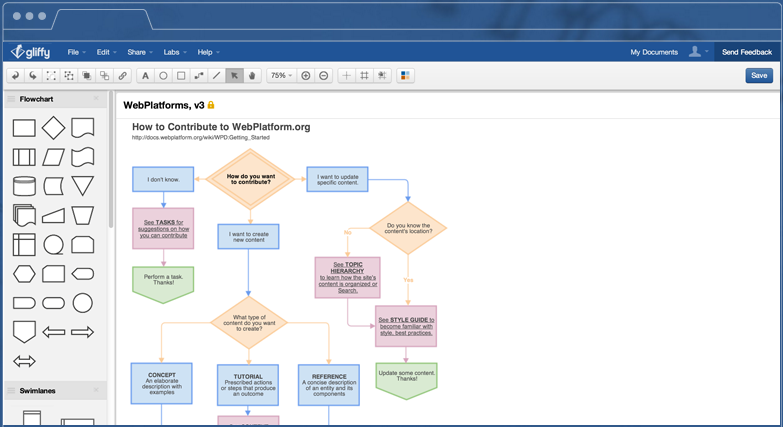 gliffy
File
Edit
Share
Labs
Help
My Documents
Send Feedback
A
75%
Save
Flowchart
Swimlanes
WebPlatforms, v3
How to Contribute to WebPlatform.org
http://docs.webplatform.org/wiki/WPD:Getting_Started
I don't know.
How do you want
to contribute?
I want to update
specific content.
See TASKS for
suggestions on how
you can contribute
I want to create
new content
Do you know the
content's location?
No
Yes
Perform a task.
Thanks!
See TOPIC
HIERARCHY
to learn how the site's
content is organized or
Search.
What type of
content do you want
to create?
See STYLE GUIDE to
become familiar with
style, best practices.
CONCEPT
An elaborate
description with
examples
TUTORIAL
Prescribed actions
or steps that produce
an outcome
REFERENCE
A concise description
of an entity and its
components
Update some content.
Thanks!